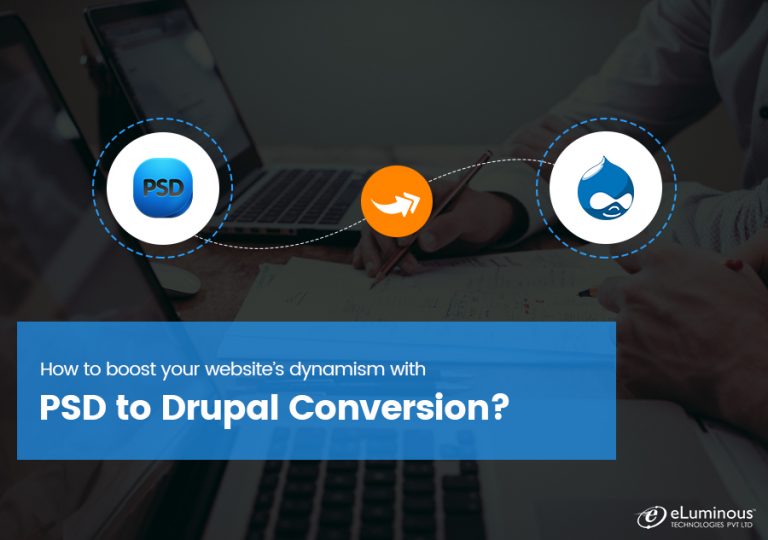 PSD
How to boost your website's dynamism with
PSD to Drupal Conversion?
eLuminous
TECHNOLOGIES PVT LTD